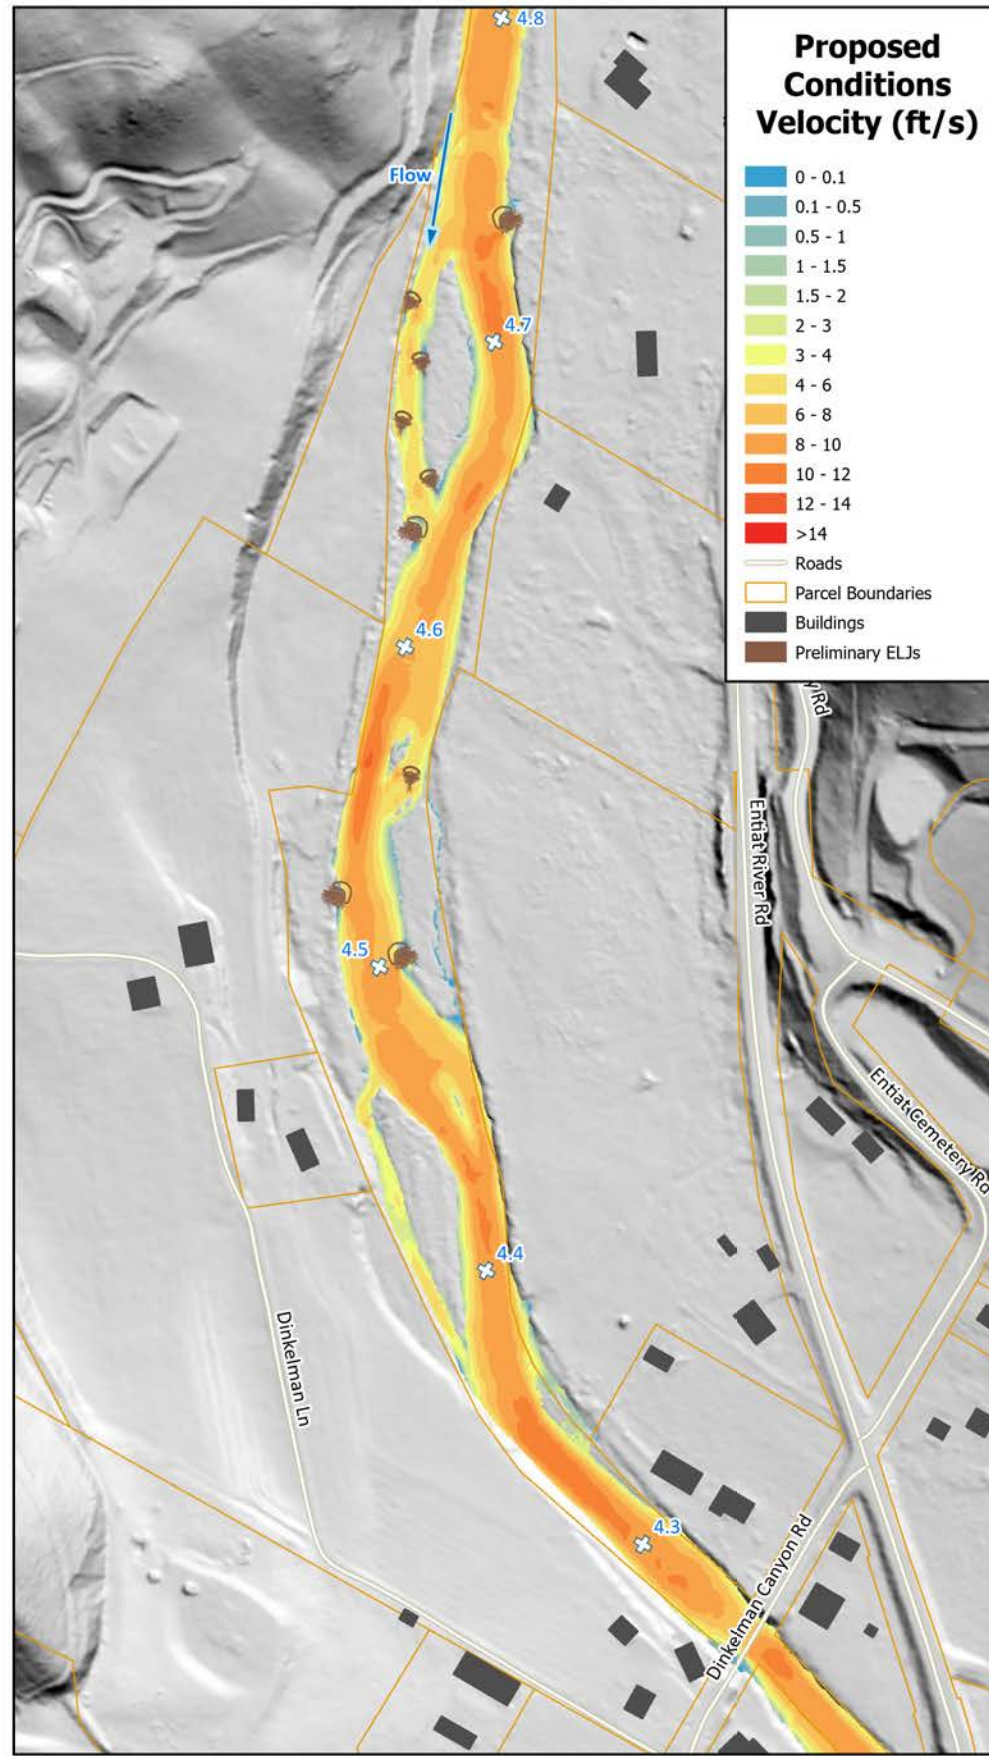 Proposed
Conditions
Velocity (ft/s)
0 - 0.1
0.1 - 0.5
0.5 - 1
1 - 1.5
1.5 - 2
2 - 3
3 - 4
4 - 6
6 - 8
8 - 10
10 - 12
12 - 14
>14
Roads
Parcel Boundaries
Buildings
Preliminary ELJs
4.8
Flow
4.7
4.6
y Rd
Entiat River Rd
4.5
Entiat Cemetery Rd
4.4
Dinkelman Ln
4.3
Dinkelman Canyon Rd